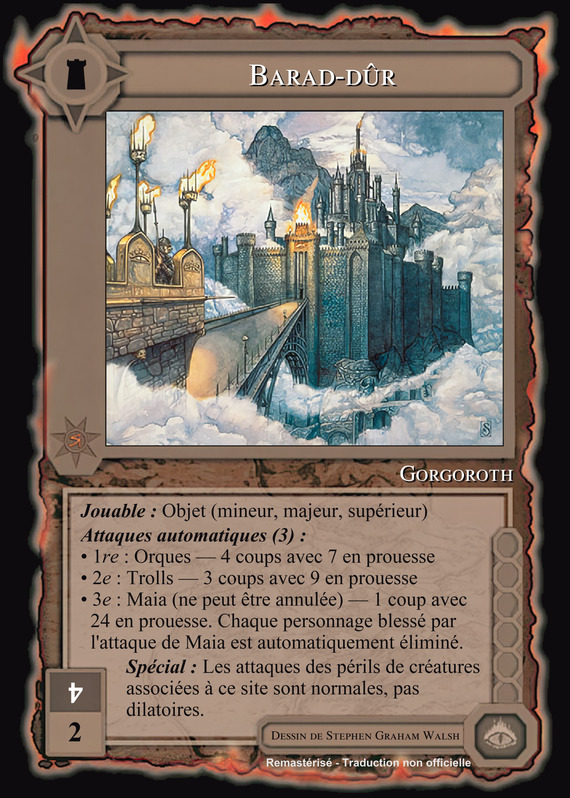 Barad-dûr
Gorgoroth
Jouable : Objet (mineur, majeur, supérieur)
Attaques automatiques (3) :
• 1re : Orques — 4 coups avec 7 en prouesse
• 2e : Trolls — 3 coups avec 9 en prouesse
• 3e : Maia (ne peut être annulée) — 1 coup avec
24 en prouesse. Chaque personnage blessé par
l'attaque de Maia est automatiquement éliminé.
Spécial : Les attaques des périls de créatures
associées à ce site sont normales, pas
dilatoires.
4
2
Dessin de Stephen Graham Walsh
Remastérisé - Traduction non officielle